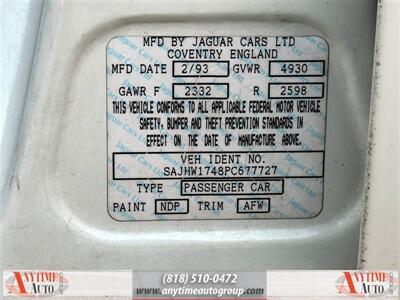 MFD BY JAGUAR CARS LTD
COVENTRY ENGLAND
MFD DATE 2/93 GVWR 4930
GAWR F 2332 R 2598
THIS VEHICLE CONFORMS TO ALL APPLICABLE FEDERAL MOTOR VEHICLE
SAFETY, BUMPER AND THEFT PREVENTION STANDARDS IN
EFFECT ON THE DATE OF MANUFACTURE ABOVE.
VEH IDENT NO.
SAJHW1748PC677727
TYPE PASSENGER CAR
PAINT NDP TRIM AFW
ANYTIME AUTO
(818) 510-0472
www.anytimeautogroup.com
ANYTIME AUTO